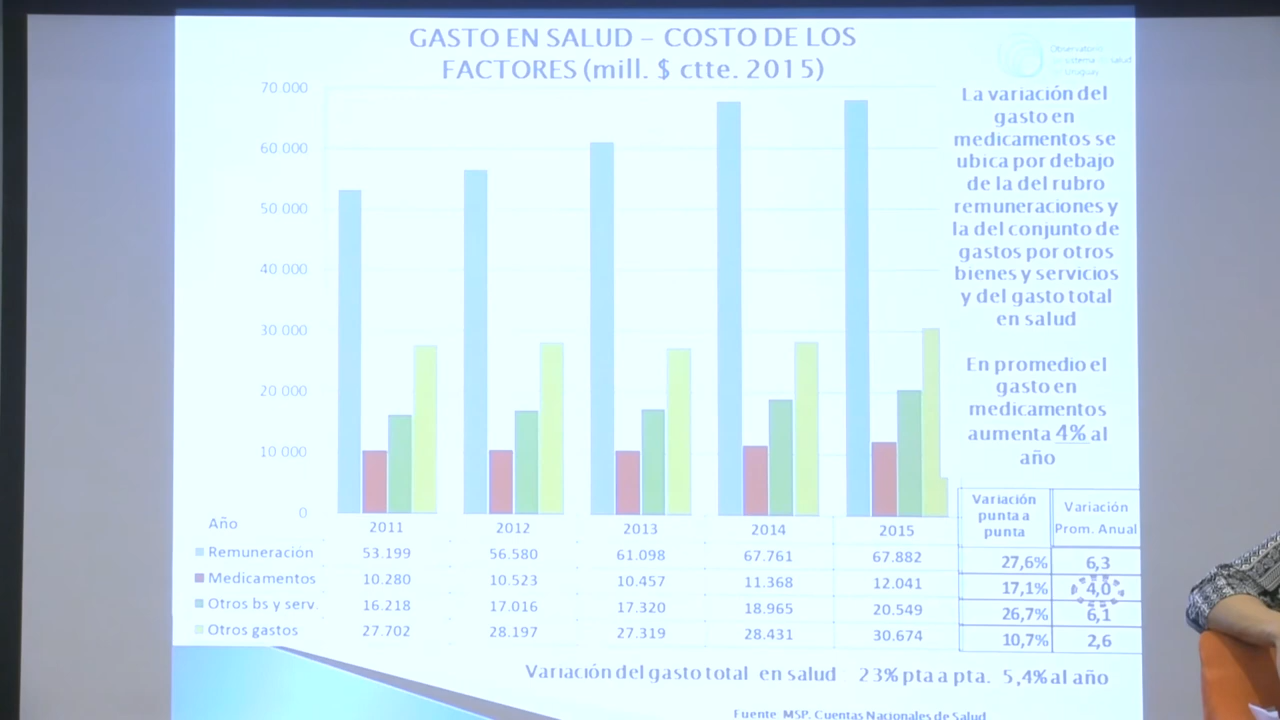 GASTO EN SALUD – COSTO DE LOS
FACTORES (mill. $ ctte. 2015)
Observatorio
Sistema de salud
Uruguay
70 000
60 000
50 000
40 000
30 000
20 000
10 000
0
La variación del
gasto en
medicamentos se
ubica por debajo
de la del rubro
remuneraciones y
la del conjunto de
gastos por otros
bienes y servicios
y del gasto total
en salud
En promedio el
gasto en
medicamentos
aumenta 4% al
año
Año 2011 2012 2013 2014 2015 Variación punta a punta Variación Prom. Anual
Remuneración 53.199 56.580 61.098 67.761 67.882 27,6% 6,3
Medicamentos 10.280 10.523 10.457 11.368 12.041 17,1% 4,0
Otros bs y serv. 16.218 17.016 17.320 18.965 20.549 26,7% 6,1
Otros gastos 27.702 28.197 27.319 28.431 30.674 10,7% 2,6
Variación del gasto total en salud 23% pta a pta. 5,4% al año
Fuente MSP. Cuentas Nacionales de Salud